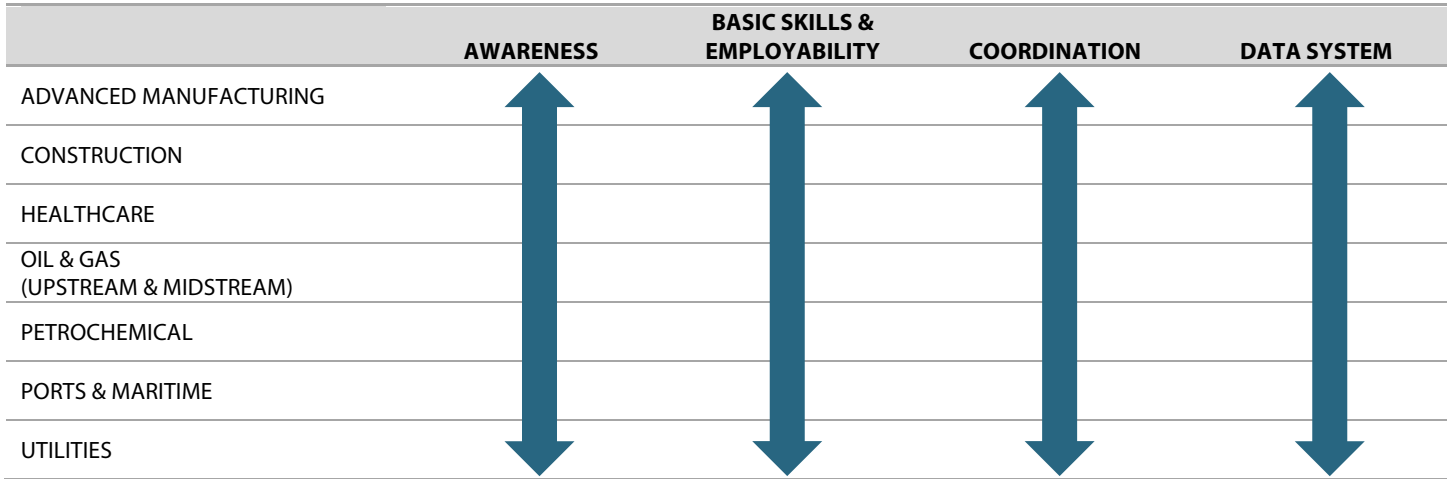 BASIC SKILLS &
AWARENESS EMPLOYABILITY COORDINATION DATA SYSTEM
ADVANCED MANUFACTURING
CONSTRUCTION
HEALTHCARE
OIL & GAS
(UPSTREAM & MIDSTREAM)
PETROCHEMICAL
PORTS & MARITIME
UTILITIES